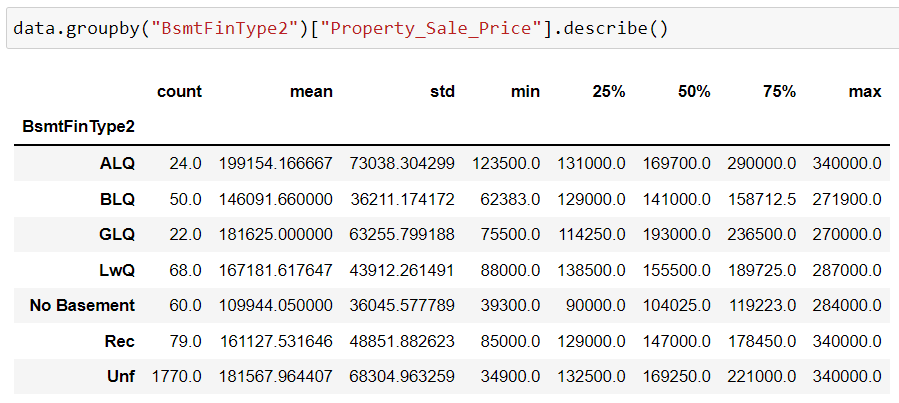 data.groupby("BsmtFinType2")["Property_Sale_Price"].describe()
count mean std min 25% 50% 75% max
BsmtFinType2
ALQ 24.0 199154.166667 73038.304299 123500.0 131000.0 169700.0 290000.0 340000.0
BLQ 50.0 146091.660000 36211.174172 62383.0 129000.0 141000.0 158712.5 271900.0
GLQ 22.0 181625.000000 63255.799188 75500.0 114250.0 193000.0 236500.0 270000.0
LwQ 68.0 167181.617647 43912.261491 88000.0 138500.0 155500.0 189725.0 287000.0
No Basement 60.0 109944.050000 36045.577789 39300.0 90000.0 104025.0 119223.0 284000.0
Rec 79.0 161127.531646 48851.882623 85000.0 129000.0 147000.0 178450.0 340000.0
Unf 1770.0 181567.964407 68304.963259 34900.0 132500.0 169250.0 221000.0 340000.0